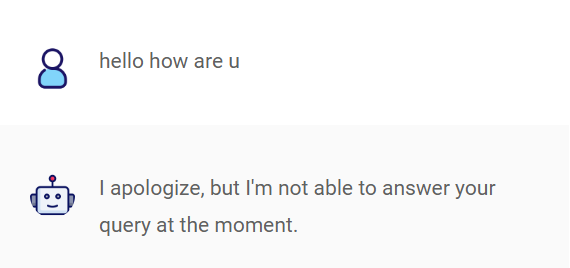 hello how are u
I apologize, but I'm not able to answer your
query at the moment.